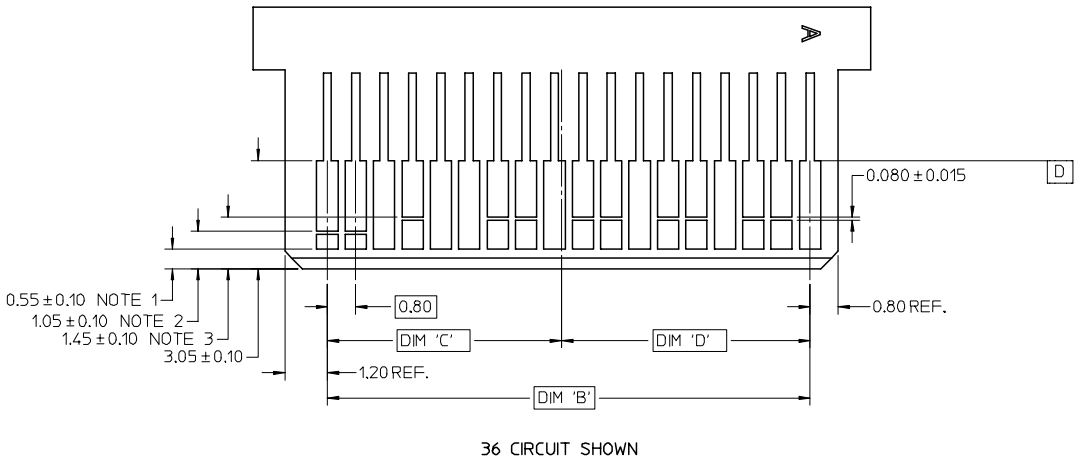 A
0.080±0.015
D
0.55±0.10 NOTE 1
1.05±0.10 NOTE 2
1.45±0.10 NOTE 3
3.05±0.10
0.80
0.80 REF.
DIM 'C'
DIM 'D'
1.20 REF.
DIM 'B'
36 CIRCUIT SHOWN